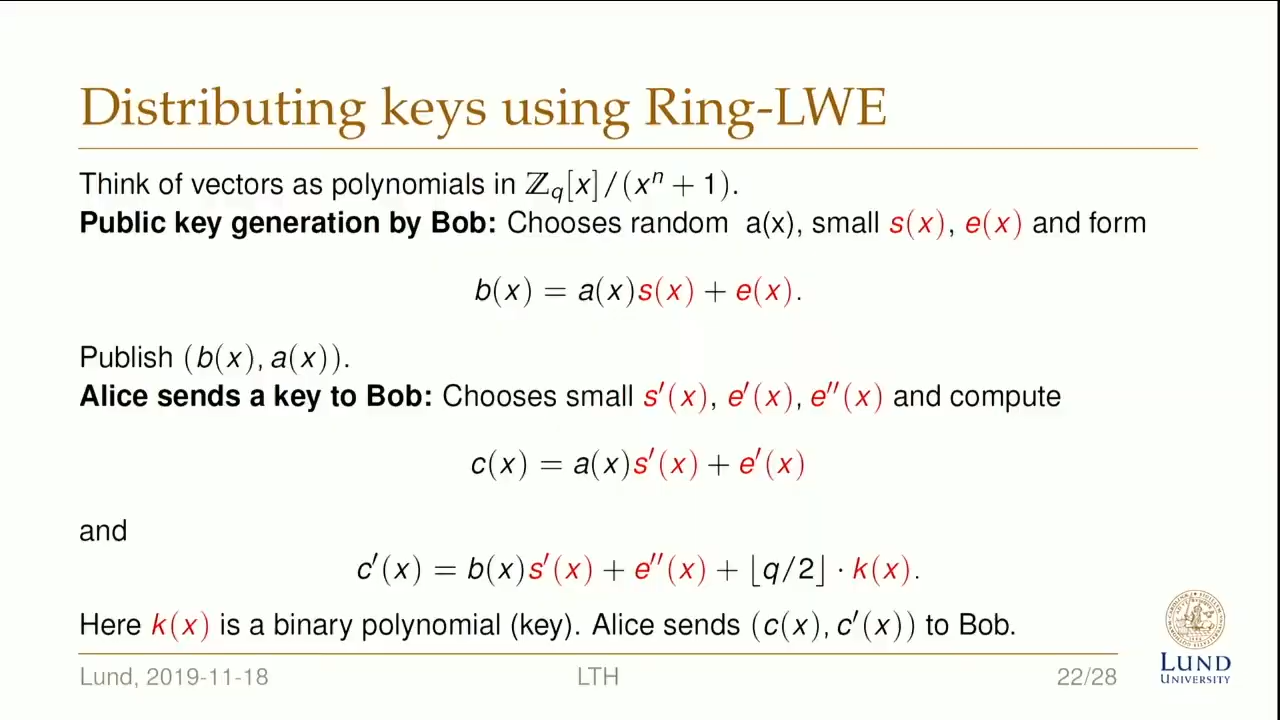 Distributing keys using Ring-LWE
Think of vectors as polynomials in ℤ_q[x]/(xⁿ + 1).
Public key generation by Bob: Chooses random a(x), small s(x), e(x) and form
b(x) = a(x)s(x) + e(x).
Publish (b(x), a(x)).
Alice sends a key to Bob: Chooses small s′(x), e′(x), e′′(x) and compute
c(x) = a(x)s′(x) + e′(x)
and
c′(x) = b(x)s′(x) + e′′(x) + ⌊q/2⌋ · k(x).
Here k(x) is a binary polynomial (key). Alice sends (c(x), c′(x)) to Bob.
Lund, 2019-11-18 LTH 22/28
LUND
UNIVERSITY